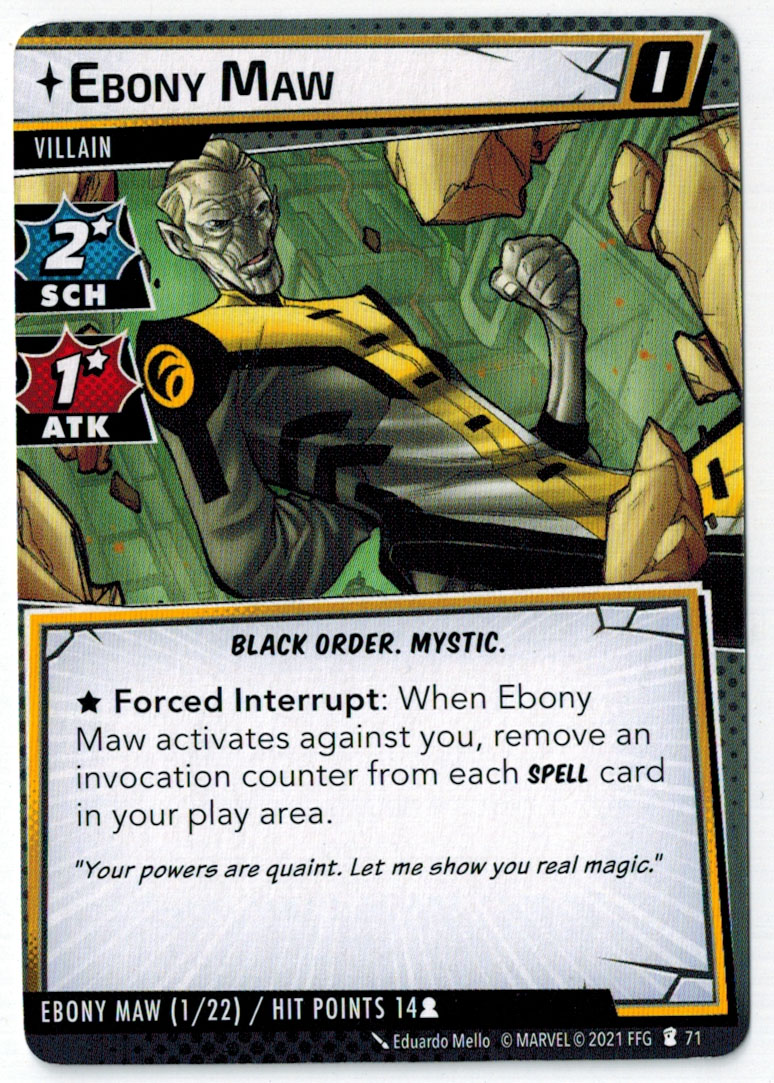 EBONY MAW
I
VILLAIN
2
SCH
1
ATK
BLACK ORDER. MYSTIC.
★ Forced Interrupt: When Ebony
Maw activates against you, remove an
invocation counter from each SPELL card
in your play area.
"Your powers are quaint. Let me show you real magic."
EBONY MAW (1/22) / HIT POINTS 14
Eduardo Mello © MARVEL © 2021 FFG 71